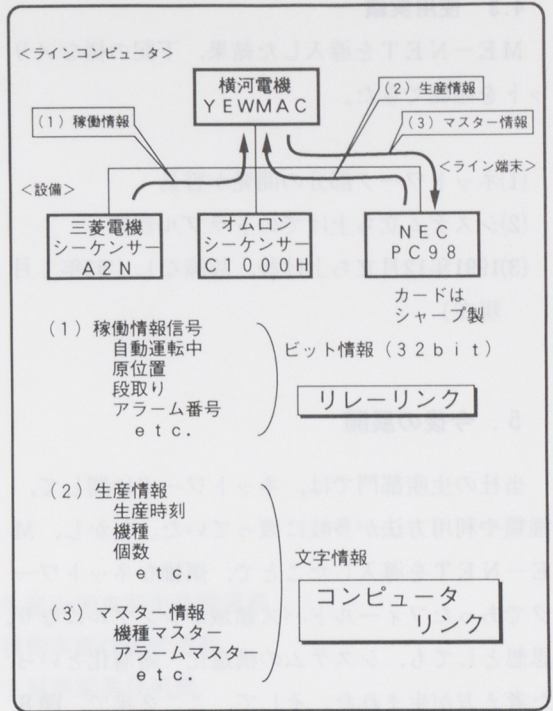 <ライン・コンピュータ>
横河電機
YEWMAC
(1) 稼働情報
(2) 生産情報
(3) マスター情報
<ライン端末>
<設備>
三菱電機
シーケンサー
A2N
オムロン
シーケンサー
C1000H
NEC
PC98
カードは
シャープ製
(1) 稼働情報信号
自動運転中
原位置
段取り
アラーム番号
etc.
ビット情報(32bit)
リレーリンク
(2) 生産情報
生産時刻
機種
個数
etc.
(3) マスター情報
機種マスター
アラームマスター
etc.
文字情報
コンピュータ
リンク